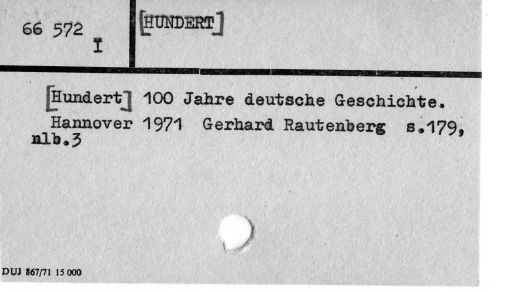 66 572
I
[HUNDERT]
[Hundert] 100 Jahre deutsche Geschichte.
Hannover 1971 Gerhard Rautenberg s.179,
nlb.3
DUJ 867/71 15 000